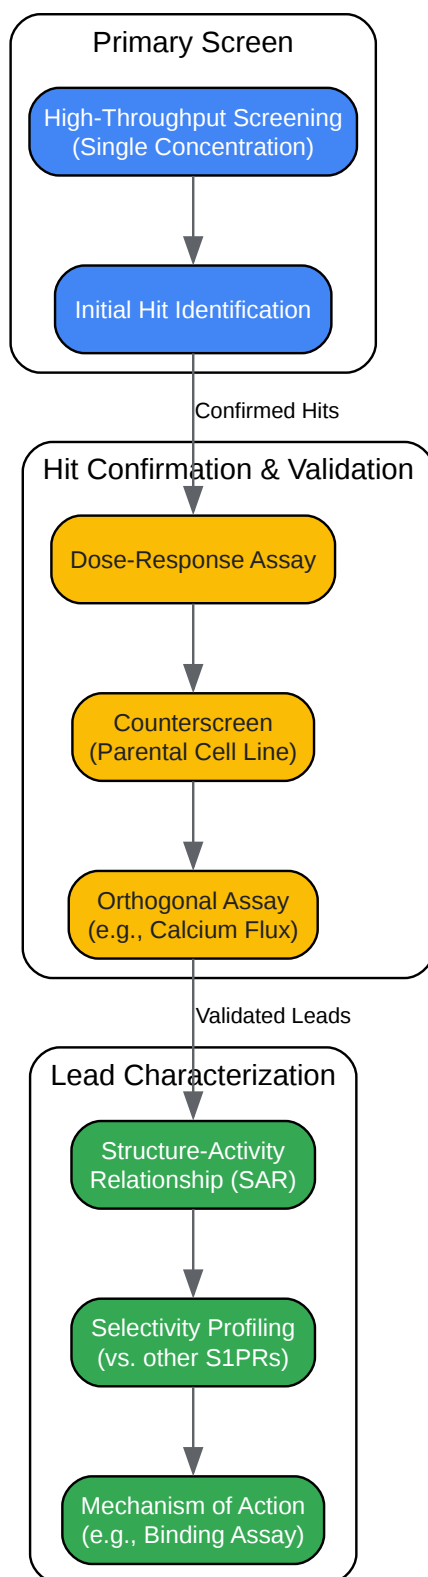 Primary Screen
High-Throughput Screening
(Single Concentration)
Initial Hit Identification
Confirmed Hits
Hit Confirmation & Validation
Dose-Response Assay
Counterscreen
(Parental Cell Line)
Orthogonal Assay
(e.g., Calcium Flux)
Validated Leads
Lead Characterization
Structure-Activity
Relationship (SAR)
Selectivity Profiling
(vs. other S1PRs)
Mechanism of Action
(e.g., Binding Assay)